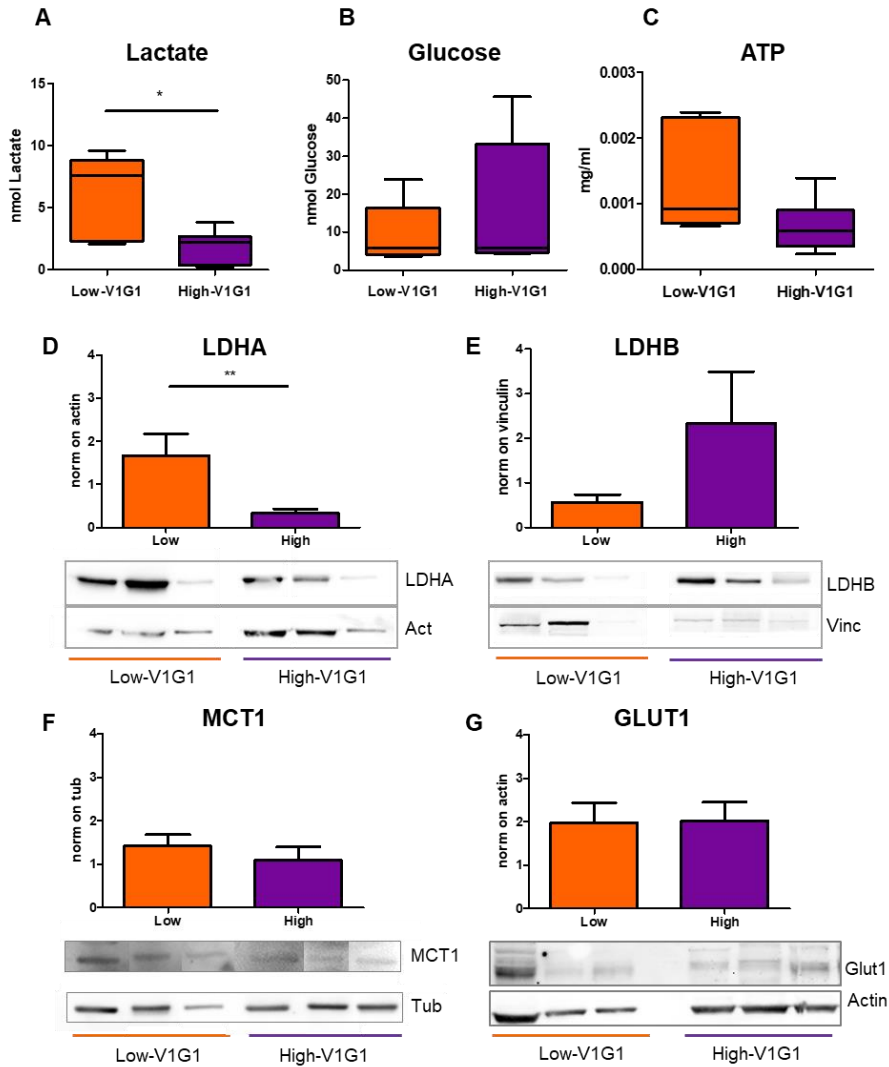 A
Lactate
15
10
5
0
nmol Lactate
*
Low-V1G1
High-V1G1
B
Glucose
50
40
30
20
10
0
nmol Glucose
Low-V1G1
High-V1G1
C
ATP
0.003
0.002
0.001
0.000
mg/ml
Low-V1G1
High-V1G1
D
LDHA
4
3
2
1
0
norm on actin
**
Low
High
LDHA
Act
Low-V1G1
High-V1G1
E
LDHB
4
3
2
1
0
norm on vinculin
Low
High
LDHB
Vinc
Low-V1G1
High-V1G1
F
MCT1
4
3
2
1
0
norm on tub
Low
High
MCT1
Tub
Low-V1G1
High-V1G1
G
GLUT1
4
3
2
1
0
norm on actin
Low
High
Glut1
Actin
Low-V1G1
High-V1G1